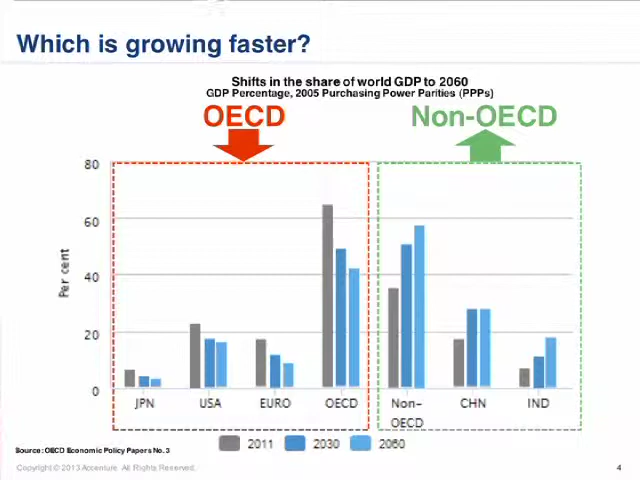 Which is growing faster?
Shifts in the share of world GDP to 2060
GDP Percentage, 2005 Purchasing Power Parities (PPPs)
OECD Non-OECD
80
60
40
20
0
Per cent
JPN USA EURO OECD Non-OECD CHN IND
2011 2030 2060
Source: OECD Economic Policy Papers No. 3
Copyright © 2013 Accenture All Rights Reserved.
4